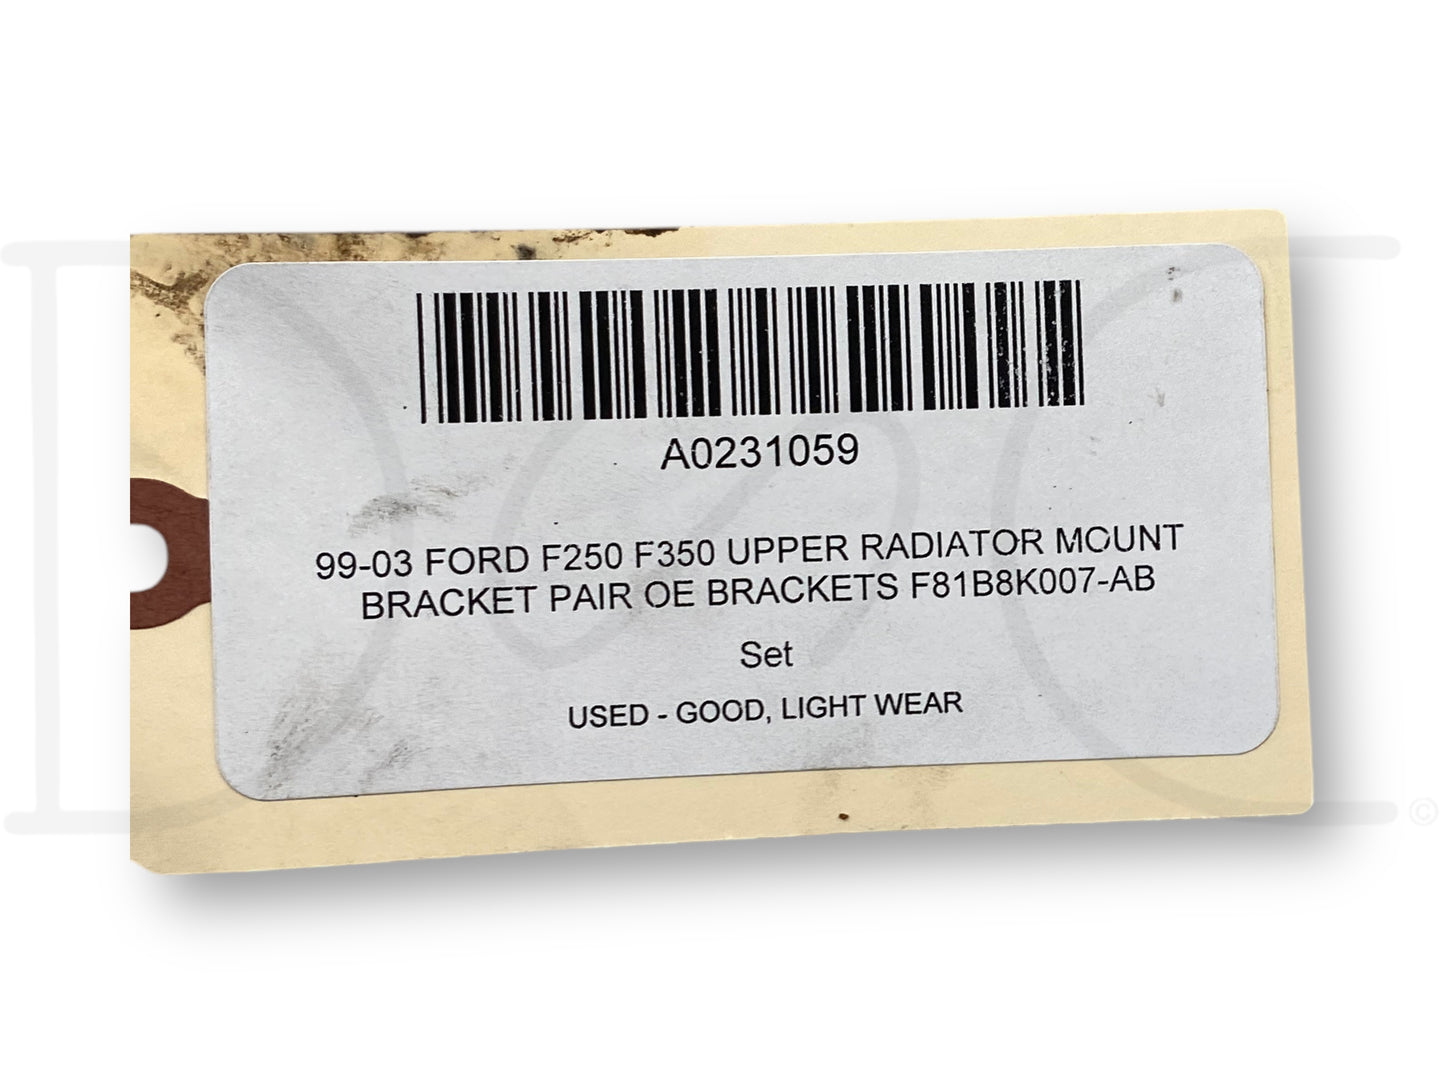 A0231059
99-03 FORD F250 F350 UPPER RADIATOR MOUNT
BRACKET PAIR OE BRACKETS F81B8K007-AB
Set
USED - GOOD, LIGHT WEAR
©